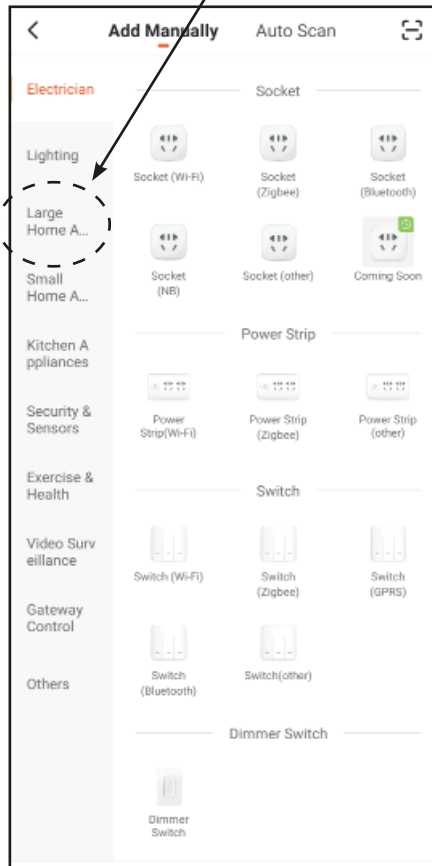 Add Manually
Auto Scan
Electrician
Lighting
Large
Home A...
Small
Home A...
Kitchen A
ppliances
Security &
Sensors
Exercise &
Health
Video Surv
eillance
Gateway
Control
Others
Socket
Socket (Wi-Fi)
Socket
(Zigbee)
Socket
(Bluetooth)
Socket
(NB)
Socket (other)
Coming Soon
Power Strip
Power
Strip(Wi-Fi)
Power Strip
(Zigbee)
Power Strip
(other)
Switch
Switch (Wi-Fi)
Switch
(Zigbee)
Switch
(GPRS)
Switch
(Bluetooth)
Switch(other)
Dimmer Switch
Dimmer
Switch